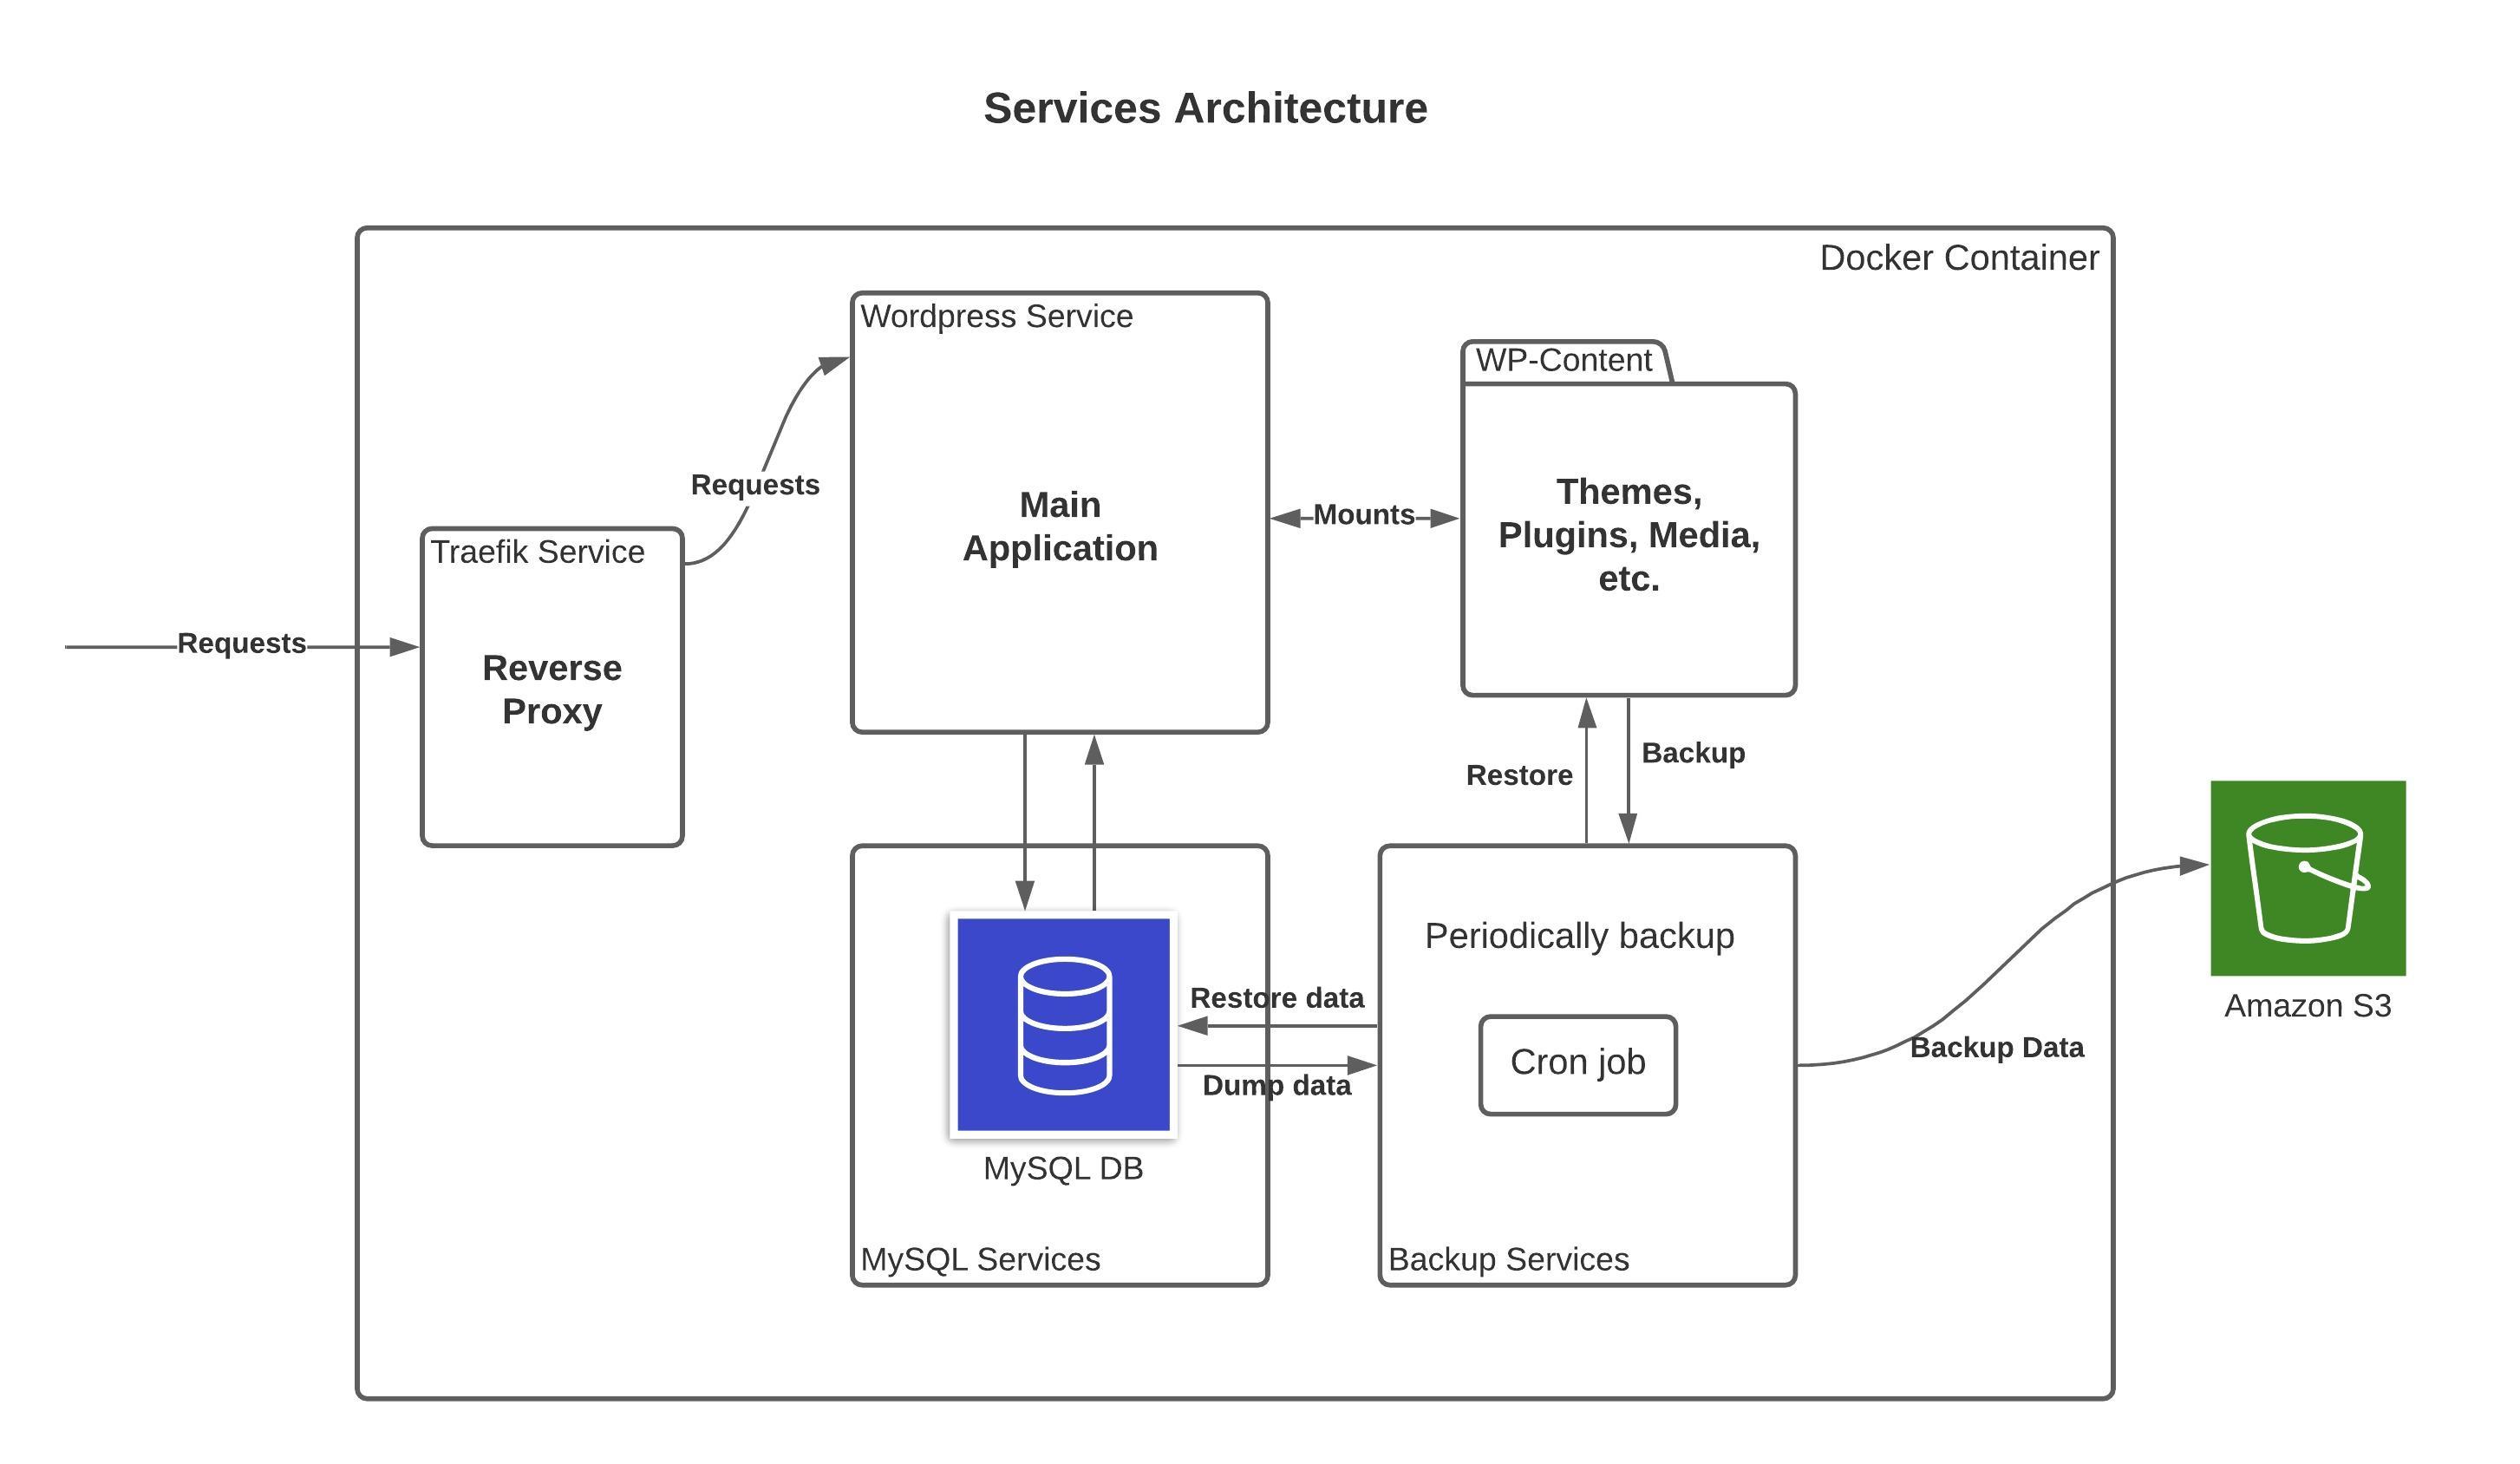 Services Architecture
Docker Container
Wordpress Service
WP-Content
Requests
Main
Application
Mounts
Themes,
Plugins, Media,
etc.
Traefik Service
Requests
Reverse
Proxy
Restore
Backup
Periodically backup
Restore data
Cron job
Dump data
Backup Data
Amazon S3
MySQL DB
MySQL Services
Backup Services